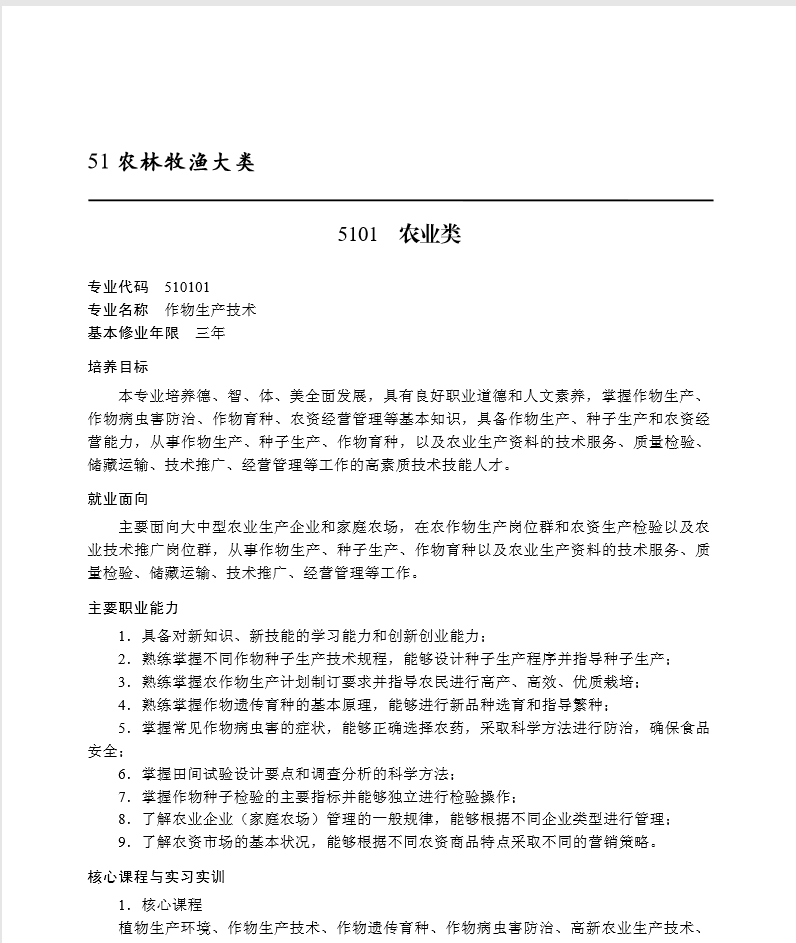 51 农林牧渔大类
5101 农业类
专业代码 510101
专业名称 作物生产技术
基本修业年限 三年
培养目标
本专业培养德、智、体、美全面发展，具有良好职业道德和人文素养，掌握作物生产、
作物病虫害防治、作物育种、农资经营管理等基本知识，具备作物生产、种子生产和农资经
营能力，从事作物生产、种子生产、作物育种，以及农业生产资料的技术服务、质量检验、
储藏运输、技术推广、经营管理等工作的高素质技术技能人才。
就业面向
主要面向大中型农业生产企业和家庭农场，在农作物生产岗位群和农资生产检验以及农
业技术推广岗位群，从事作物生产、种子生产、作物育种以及农业生产资料的技术服务、质
量检验、储藏运输、技术推广、经营管理等工作。
主要职业能力
1．具备对新知识、新技能的学习能力和创新创业能力；
2．熟练掌握不同作物种子生产技术规程，能够设计种子生产程序并指导种子生产；
3．熟练掌握农作物生产计划制订要求并指导农民进行高产、高效、优质栽培；
4．熟练掌握作物遗传育种的基本原理，能够进行新品种选育和指导繁种；
5．掌握常见作物病虫害的症状，能够正确选择农药，采取科学方法进行防治，确保食品
安全；
6．掌握田间试验设计要点和调查分析的科学方法；
7．掌握作物种子检验的主要指标并能够独立进行检验操作；
8．了解农业企业（家庭农场）管理的一般规律，能够根据不同企业类型进行管理；
9．了解农资市场的基本状况，能够根据不同农资商品特点采取不同的营销策略。
核心课程与实习实训
1．核心课程
植物生产环境、作物生产技术、作物遗传育种、作物病虫害防治、高新农业生产技术、